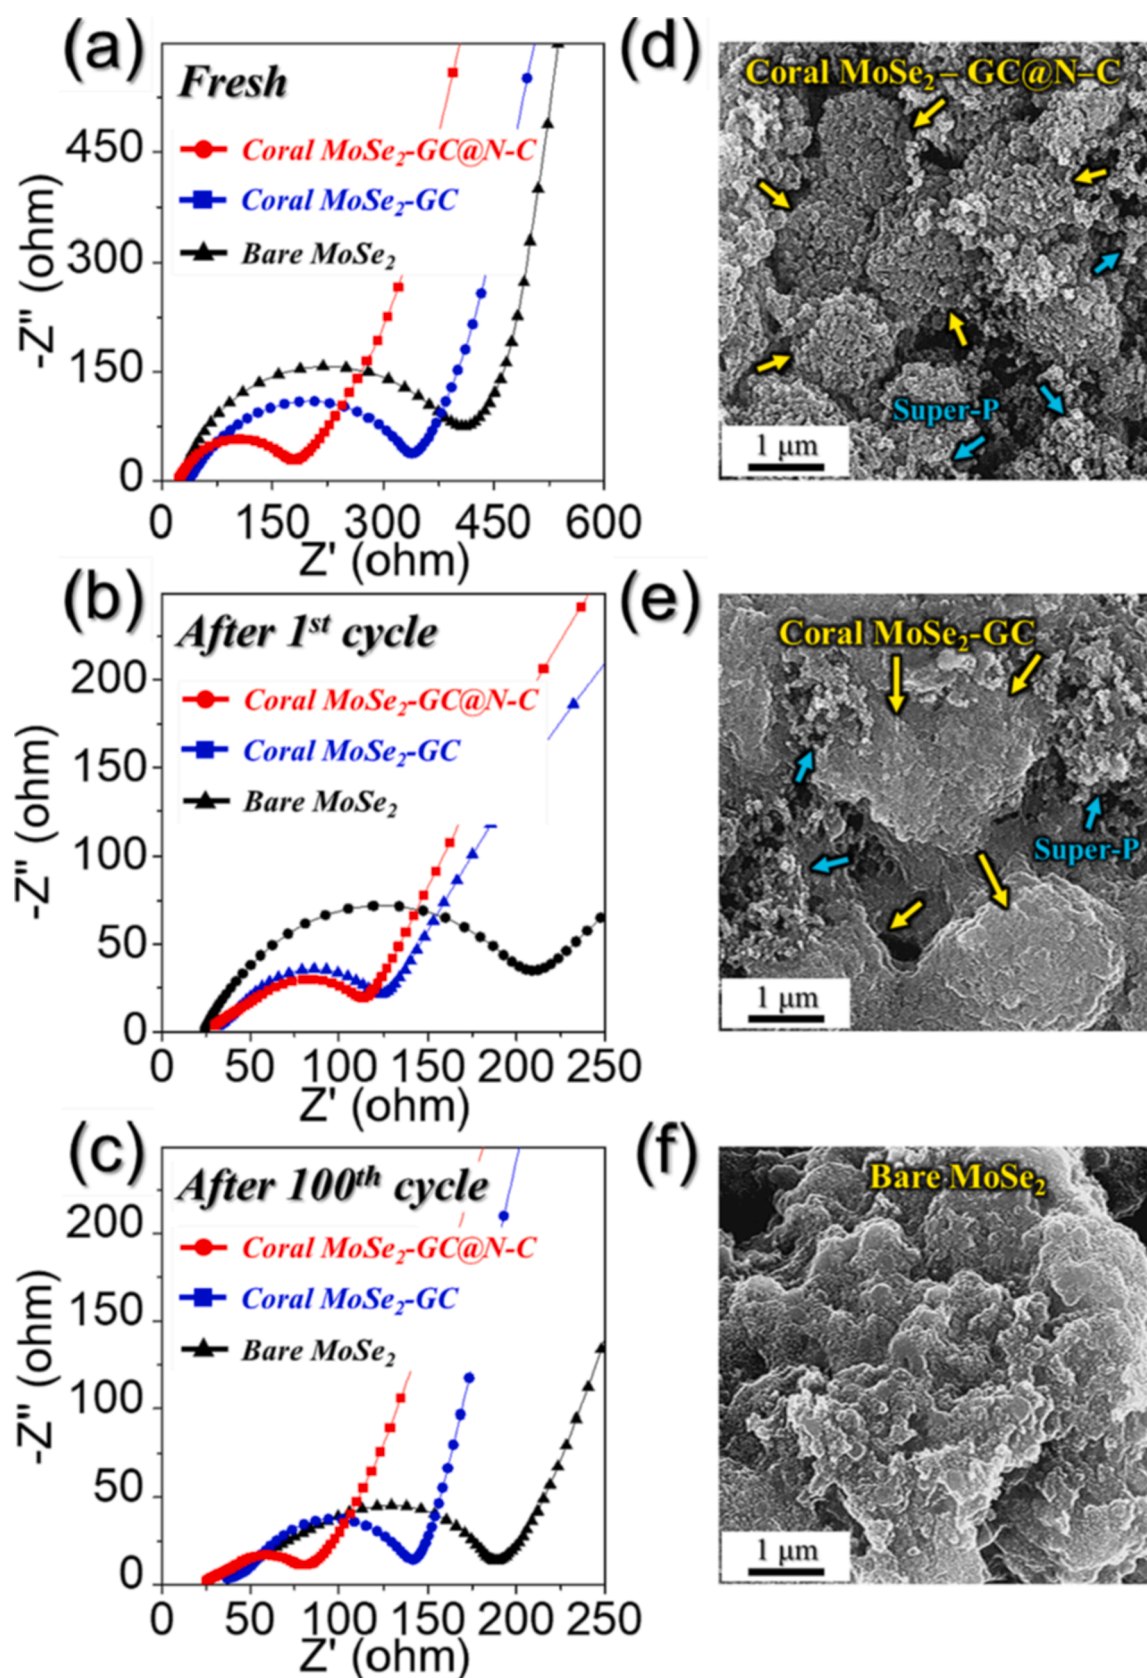 (a)
Fresh
Coral MoSe₂-GC@N-C
Coral MoSe₂-GC
Bare MoSe₂
450
300
150
0
-Z" (ohm)
0 150 300 450 600
Z' (ohm)
(d)
Coral MoSe₂ – GC@N–C
Super-P
1 μm
(b)
After 1ˢᵗ cycle
Coral MoSe₂-GC@N-C
Coral MoSe₂-GC
Bare MoSe₂
200
150
100
50
0
-Z" (ohm)
0 50 100 150 200 250
Z' (ohm)
(e)
Coral MoSe₂-GC
Super-P
1 μm
(c)
After 100ᵗʰ cycle
Coral MoSe₂-GC@N-C
Coral MoSe₂-GC
Bare MoSe₂
200
150
100
50
0
-Z" (ohm)
0 50 100 150 200 250
Z' (ohm)
(f)
Bare MoSe₂
1 μm